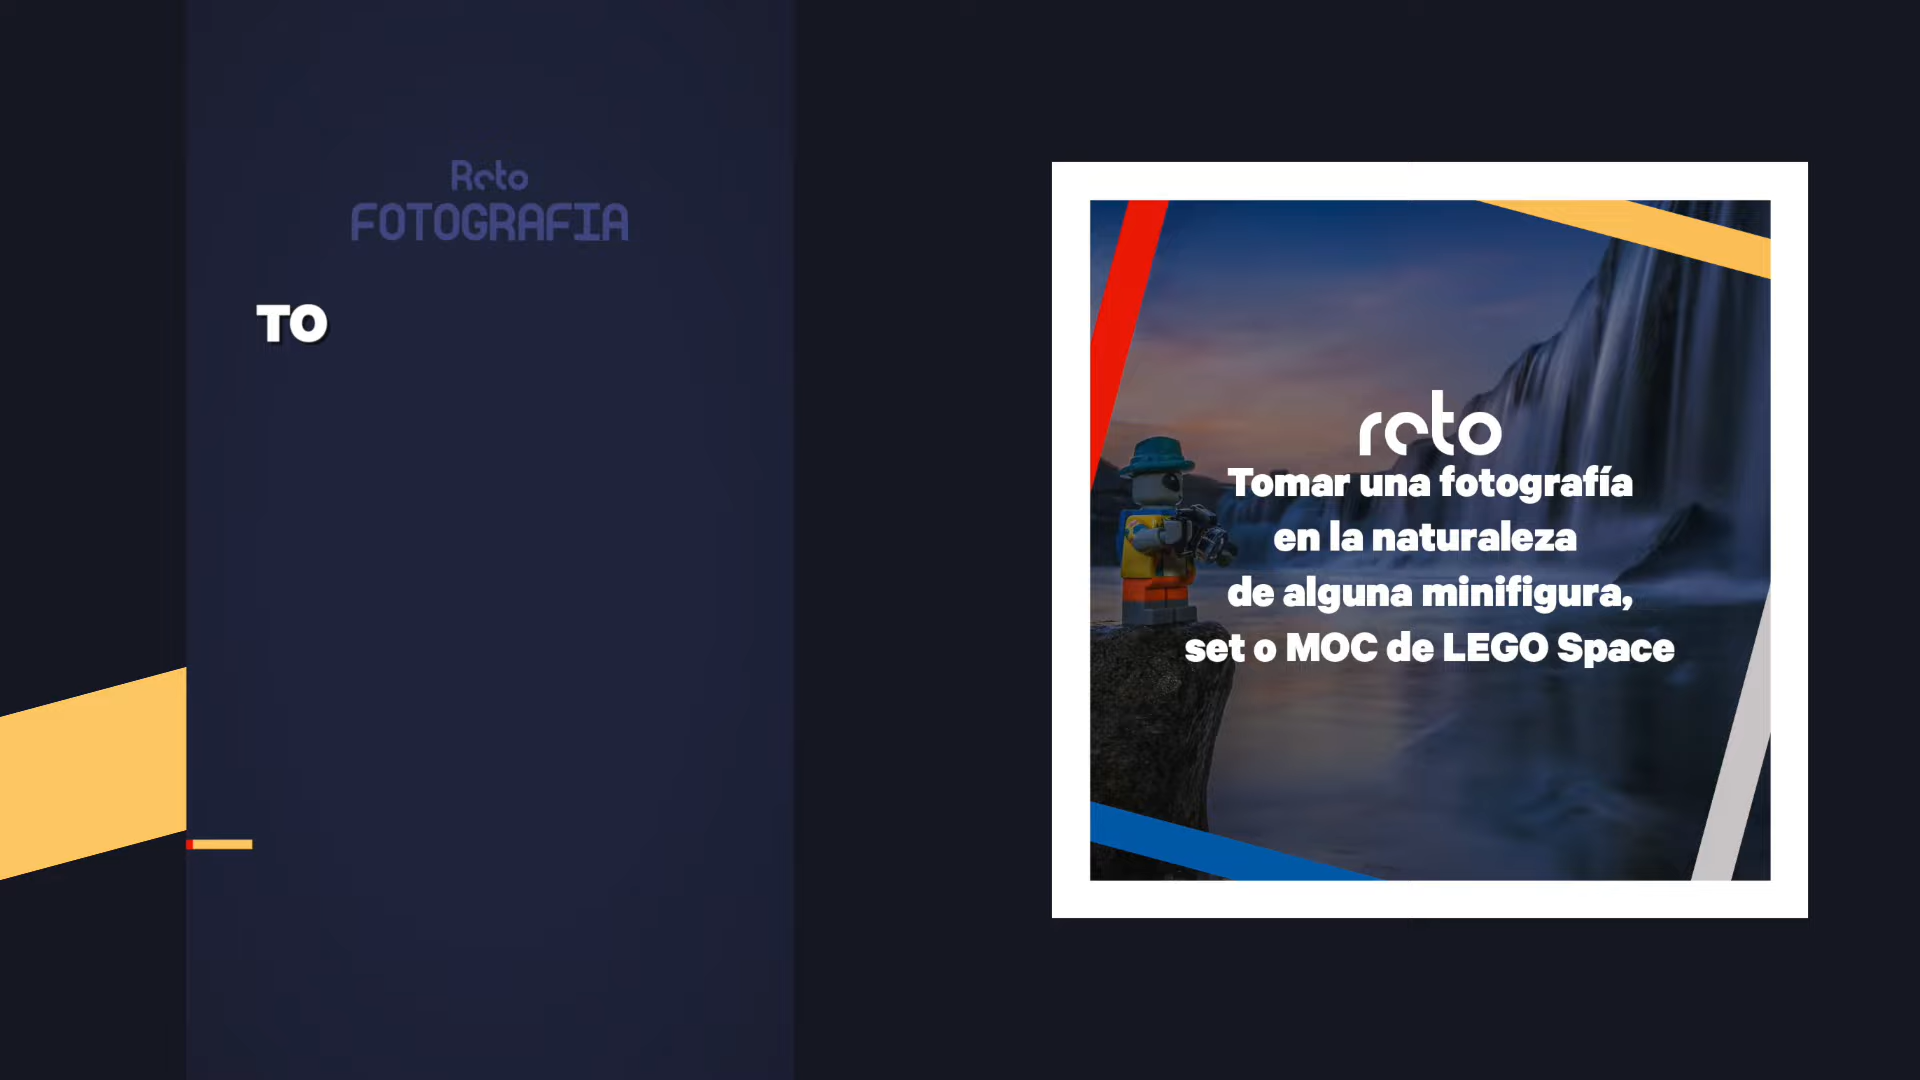 Reto
FOTOGRAFIA
TO
reto
Tomar una fotografía
en la naturaleza
de alguna minifigura,
set o MOC de LEGO Space